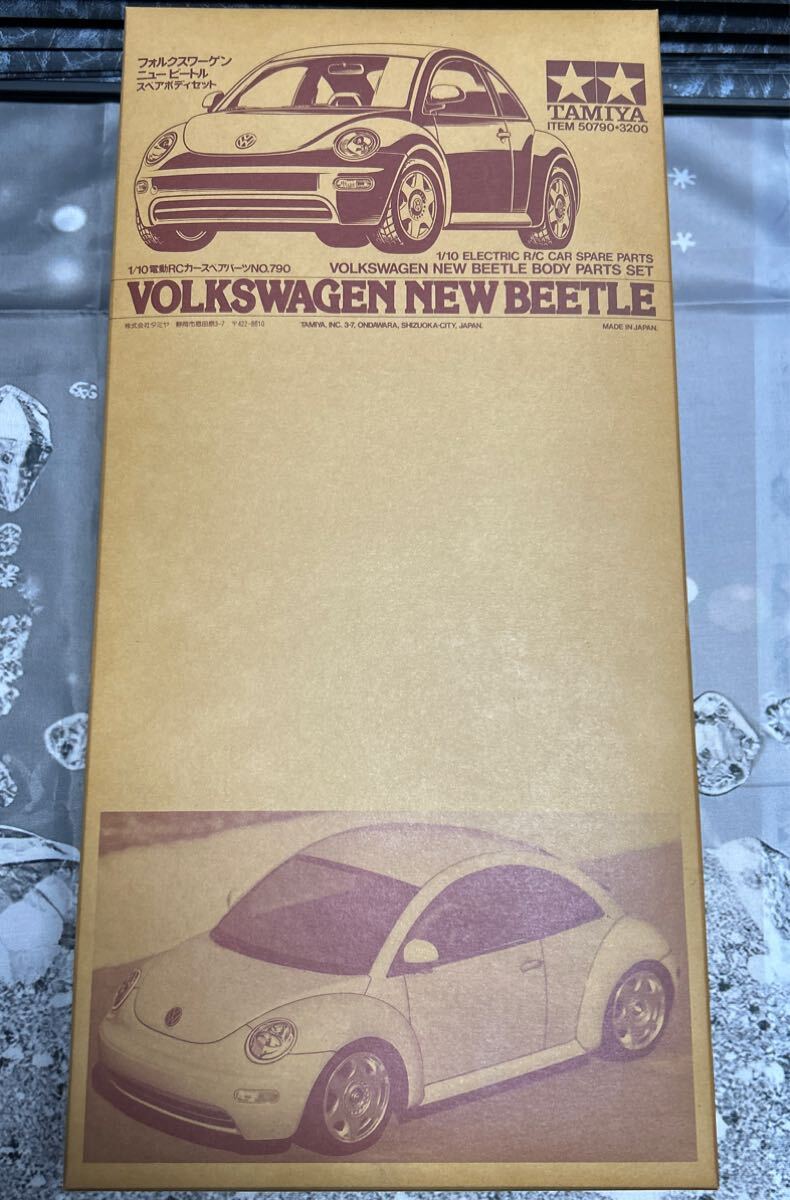 フォルクスワーゲン
ニュービートル
スペアボディセット
TAMIYA
ITEM 50790•3200
1/10 ELECTRIC R/C CAR SPARE PARTS
1/10電動RCカースペアパーツNO.790
VOLKSWAGEN NEW BEETLE BODY PARTS SET
VOLKSWAGEN NEW BEETLE
株式会社タミヤ 静岡市恩田原3-7 〒422-8610
TAMIYA, INC. 3-7, ONDAWARA, SHIZUOKA-CITY, JAPAN.
MADE IN JAPAN.